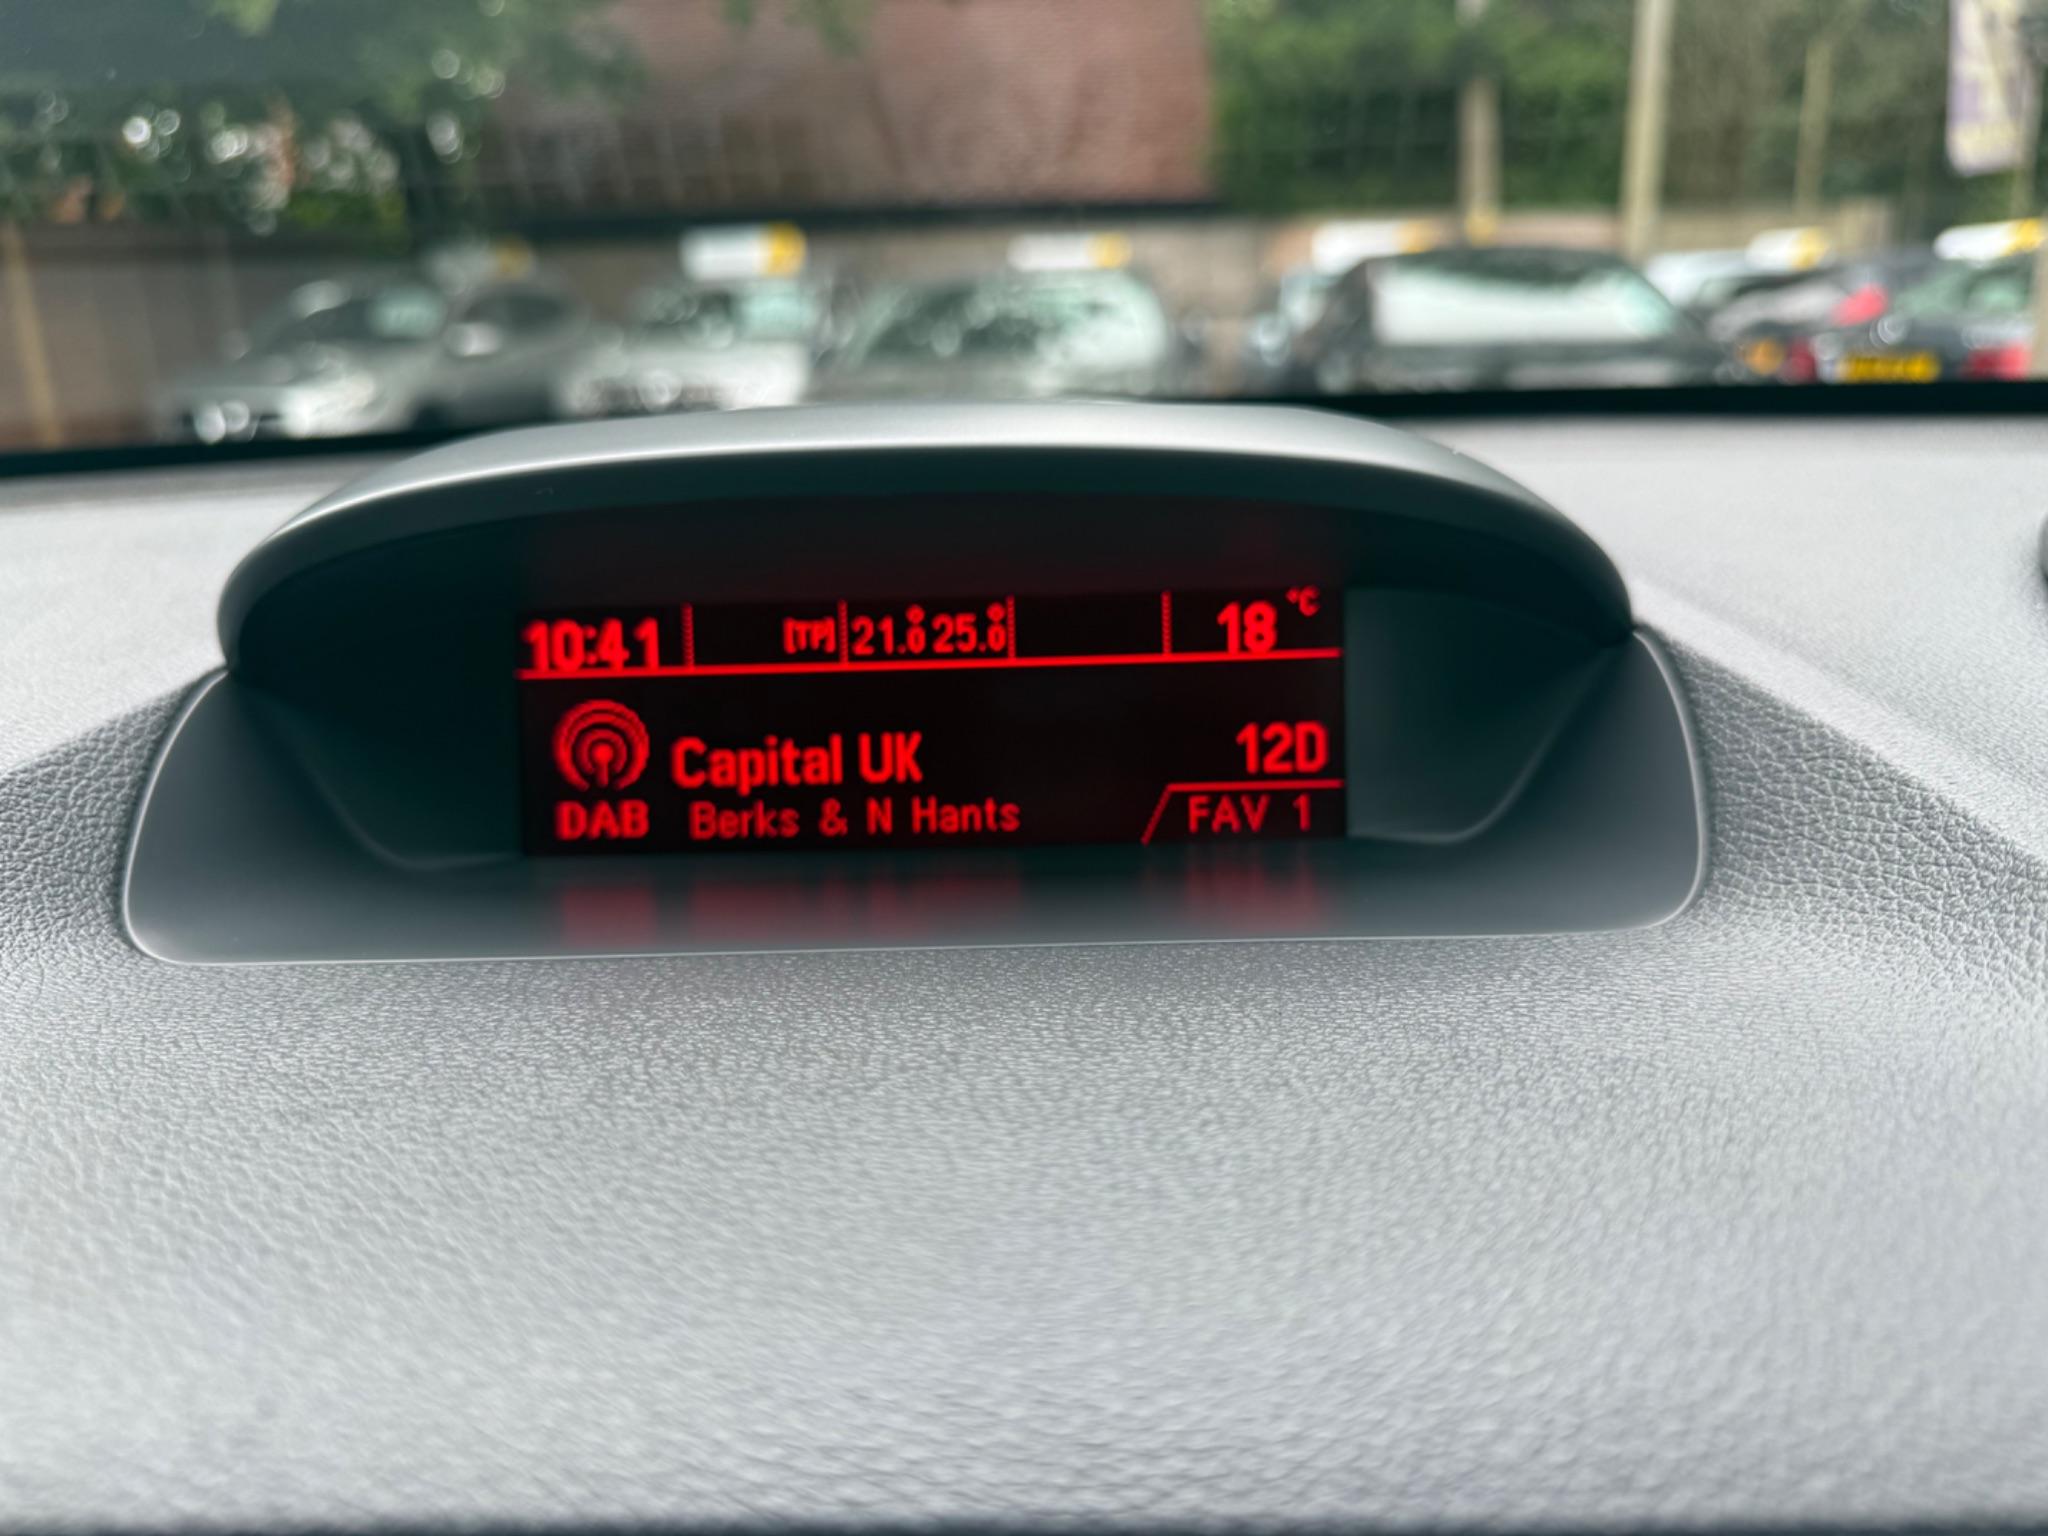 10:41 [TP] 21.0° 25.0° 18 °C
Capital UK 12D
DAB Berks & N Hants FAV 1